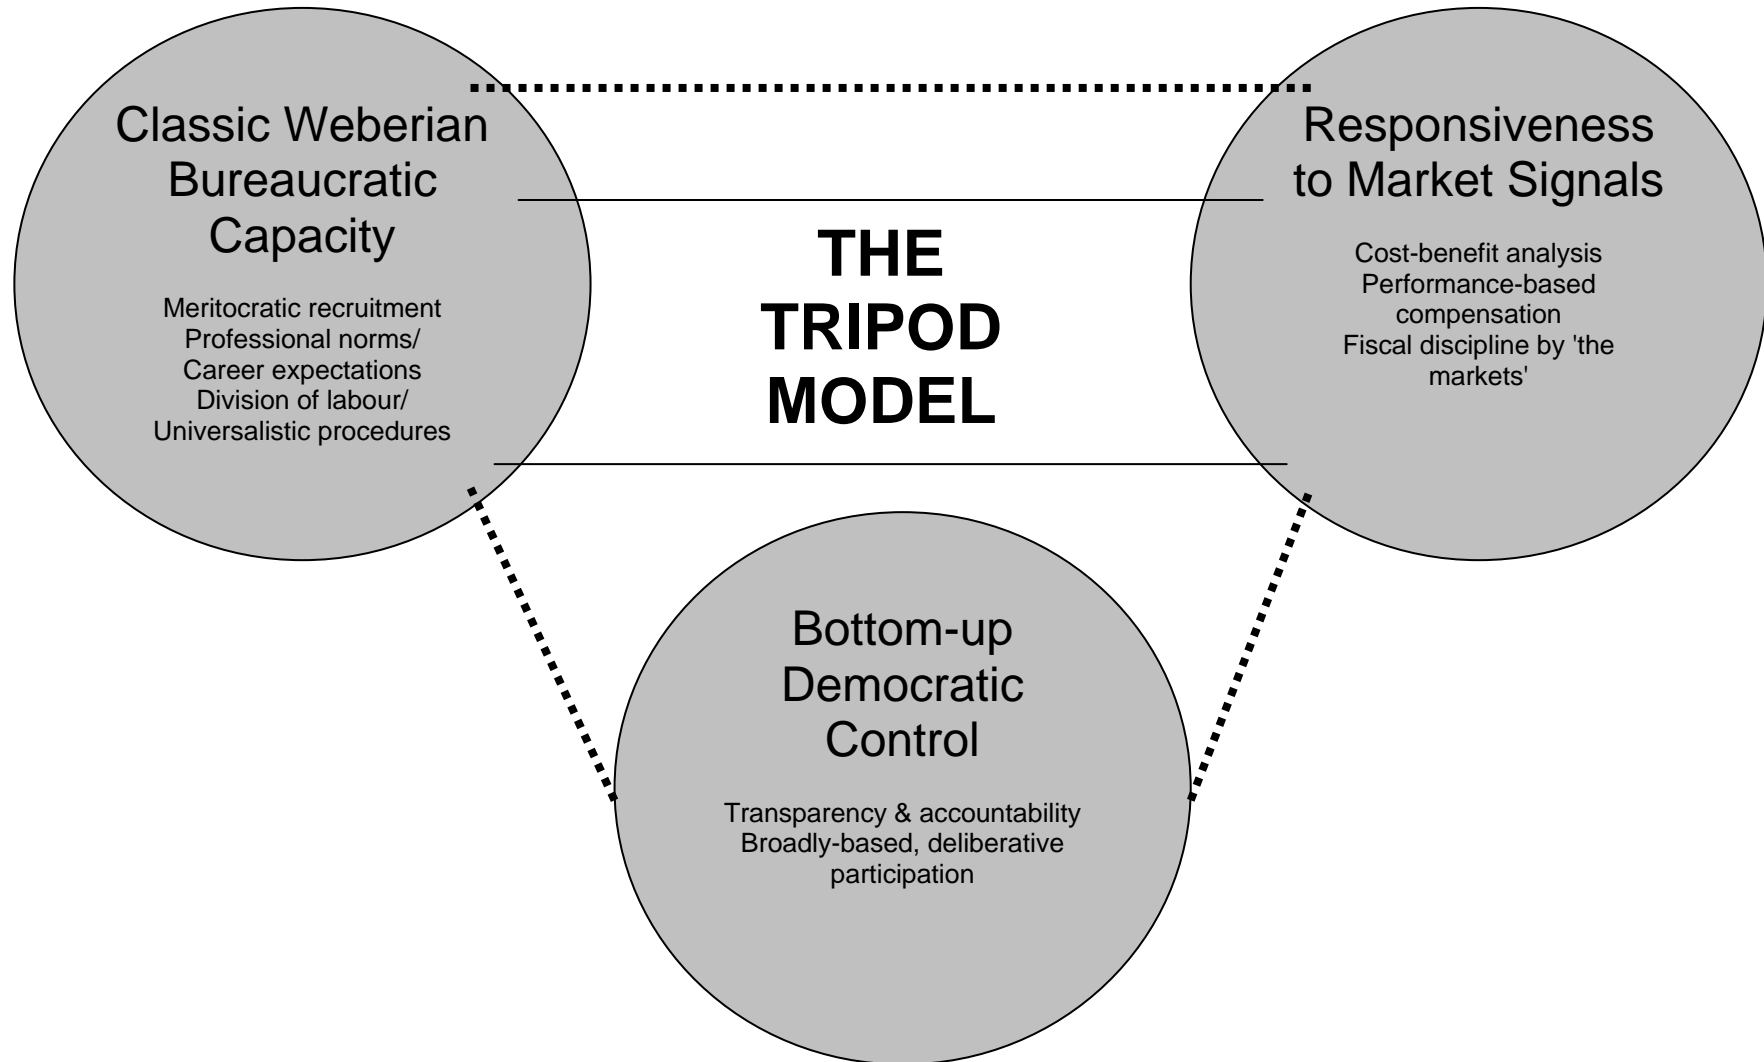 Classic Weberian
Bureaucratic
Capacity
Meritocratic recruitment
Professional norms/
Career expectations
Division of labour/
Universalistic procedures
THE
TRIPOD
MODEL
Responsiveness
to Market Signals
Cost-benefit analysis
Performance-based
compensation
Fiscal discipline by 'the
markets'
Bottom-up
Democratic
Control
Transparency & accountability
Broadly-based, deliberative
participation